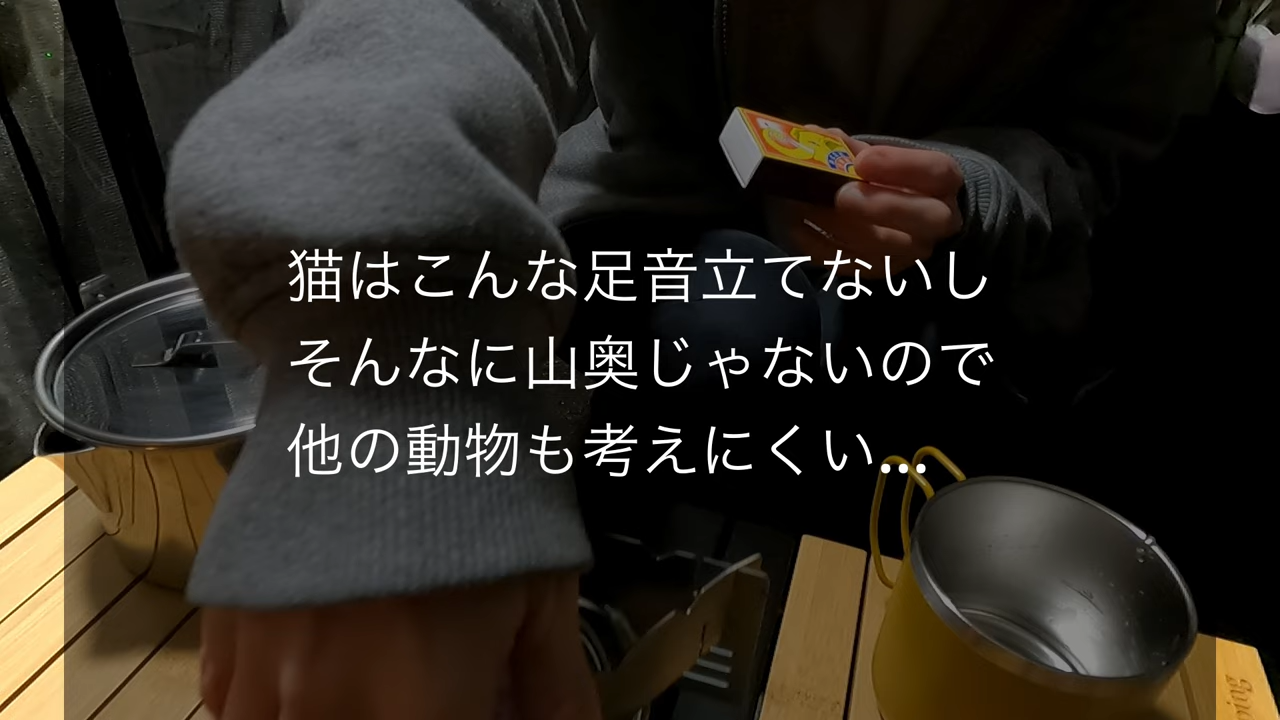 猫はこんな足音立てないし
そんなに山奥じゃないので
他の動物も考えにくい...